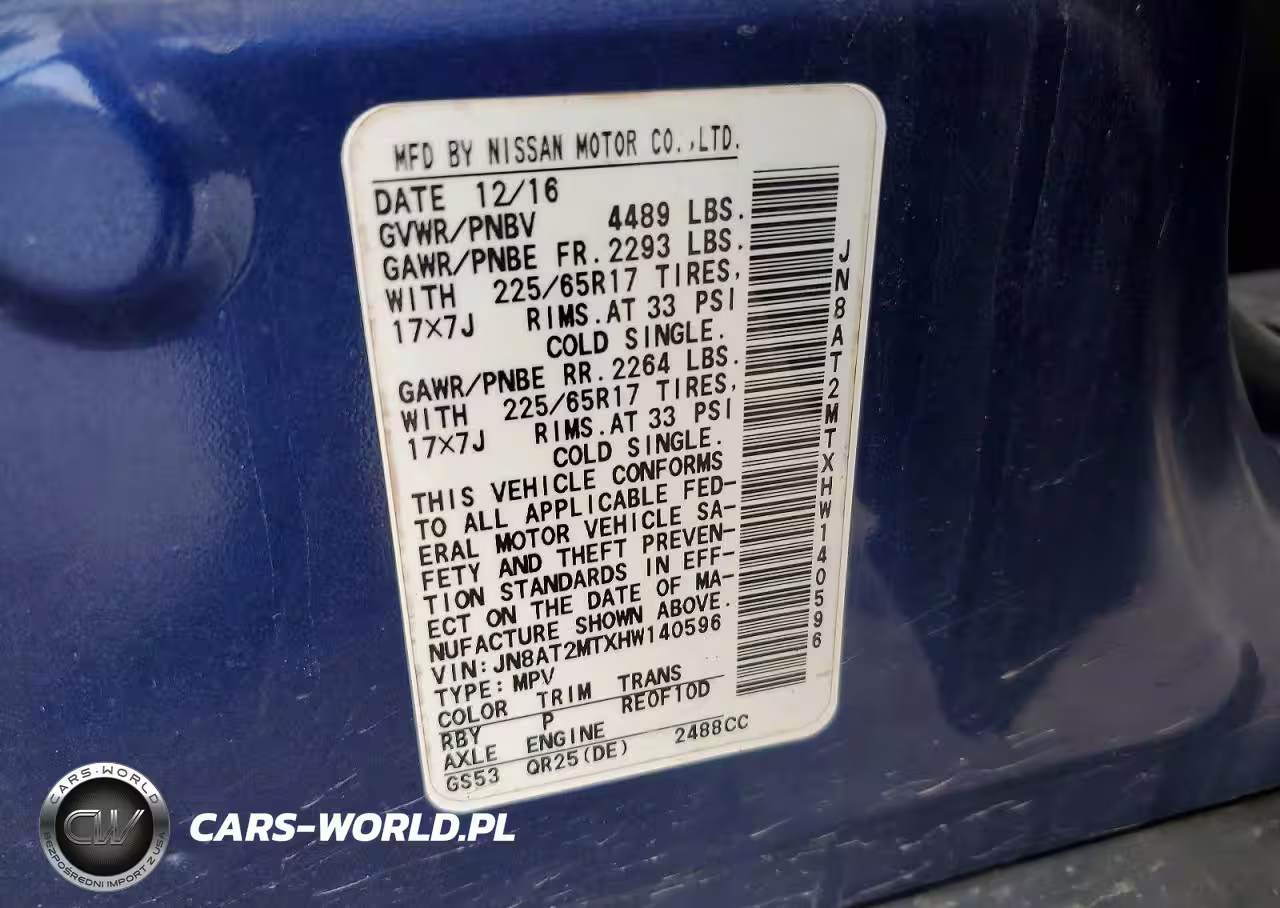 MFD BY NISSAN MOTOR CO.,LTD.
DATE 12/16
GVWR/PNBV 4489 LBS.
GAWR/PNBE FR. 2293 LBS.
WITH 225/65R17 TIRES,
17×7J RIMS. AT 33 PSI
COLD SINGLE.
GAWR/PNBE RR. 2264 LBS.
WITH 225/65R17 TIRES,
17×7J RIMS. AT 33 PSI
COLD SINGLE.
THIS VEHICLE CONFORMS
TO ALL APPLICABLE FED-
ERAL MOTOR VEHICLE SA-
FETY AND THEFT PREVEN-
TION STANDARDS IN EFF-
ECT ON THE DATE OF MA-
NUFACTURE SHOWN ABOVE.
VIN: JN8AT2MTXHW140596
TYPE: MPV
COLOR TRIM TRANS
RBY P RE0F10D
AXLE ENGINE
GS53 QR25(DE) 2488CC
JN8AT2MTXHW140596
CARS-WORLD
CW
BEZPOŚREDNI IMPORT Z USA
CARS-WORLD.PL